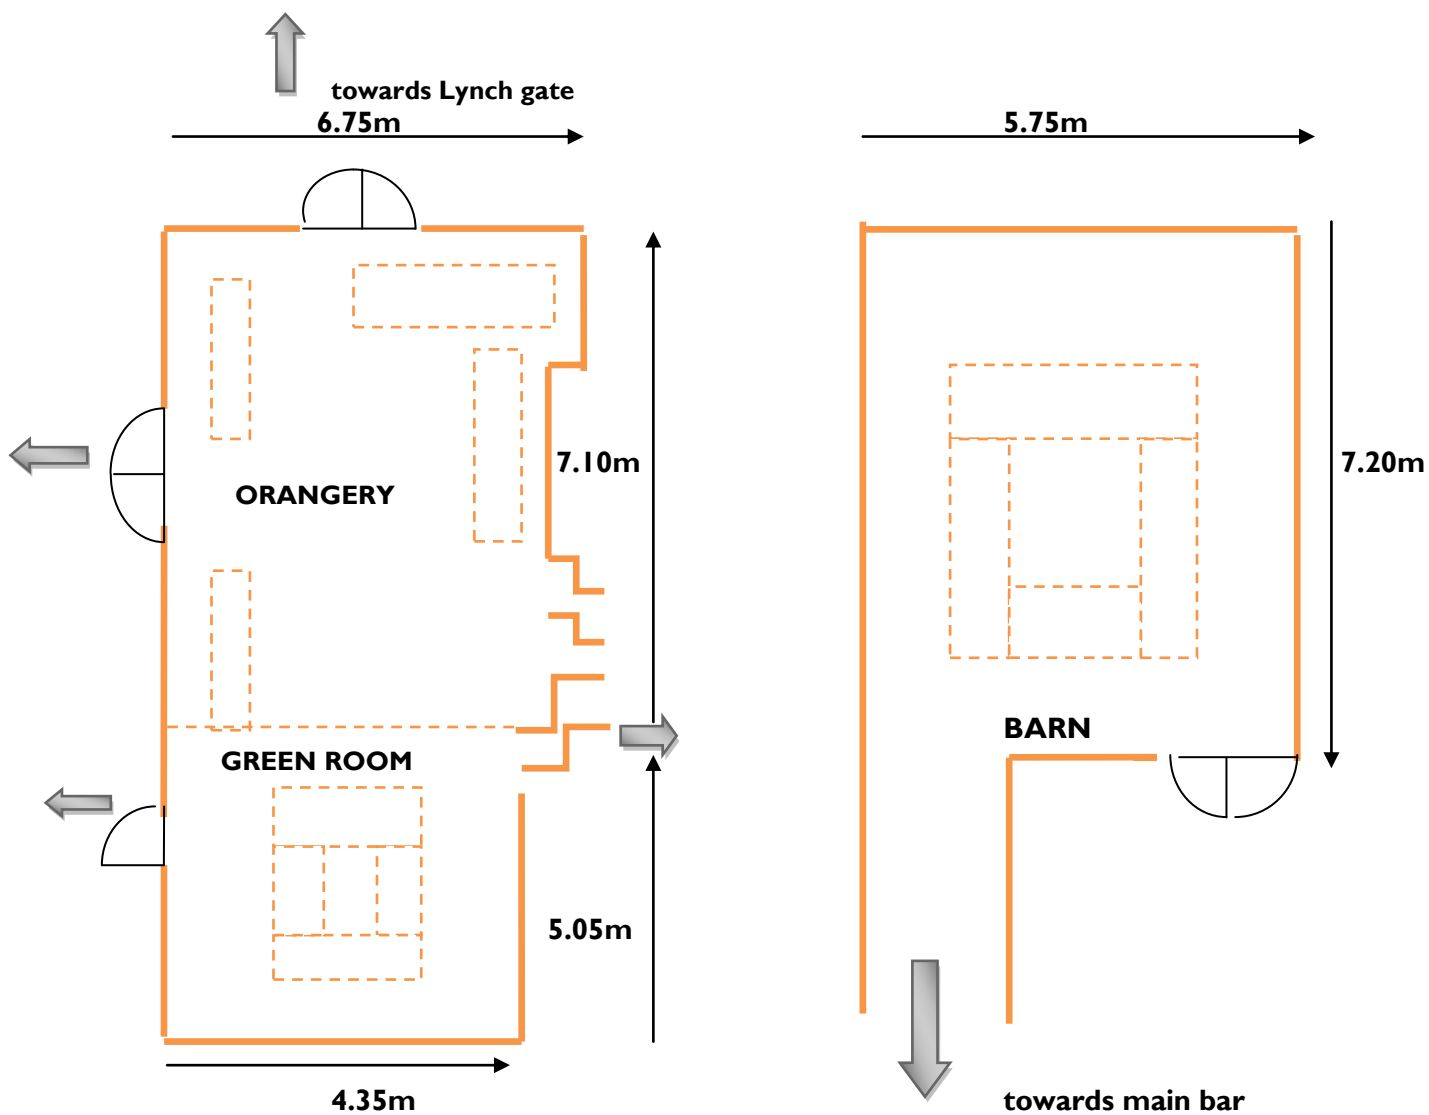 towards Lynch gate
6.75m
5.75m
7.10m
7.20m
ORANGERY
BARN
GREEN ROOM
5.05m
4.35m
towards main bar